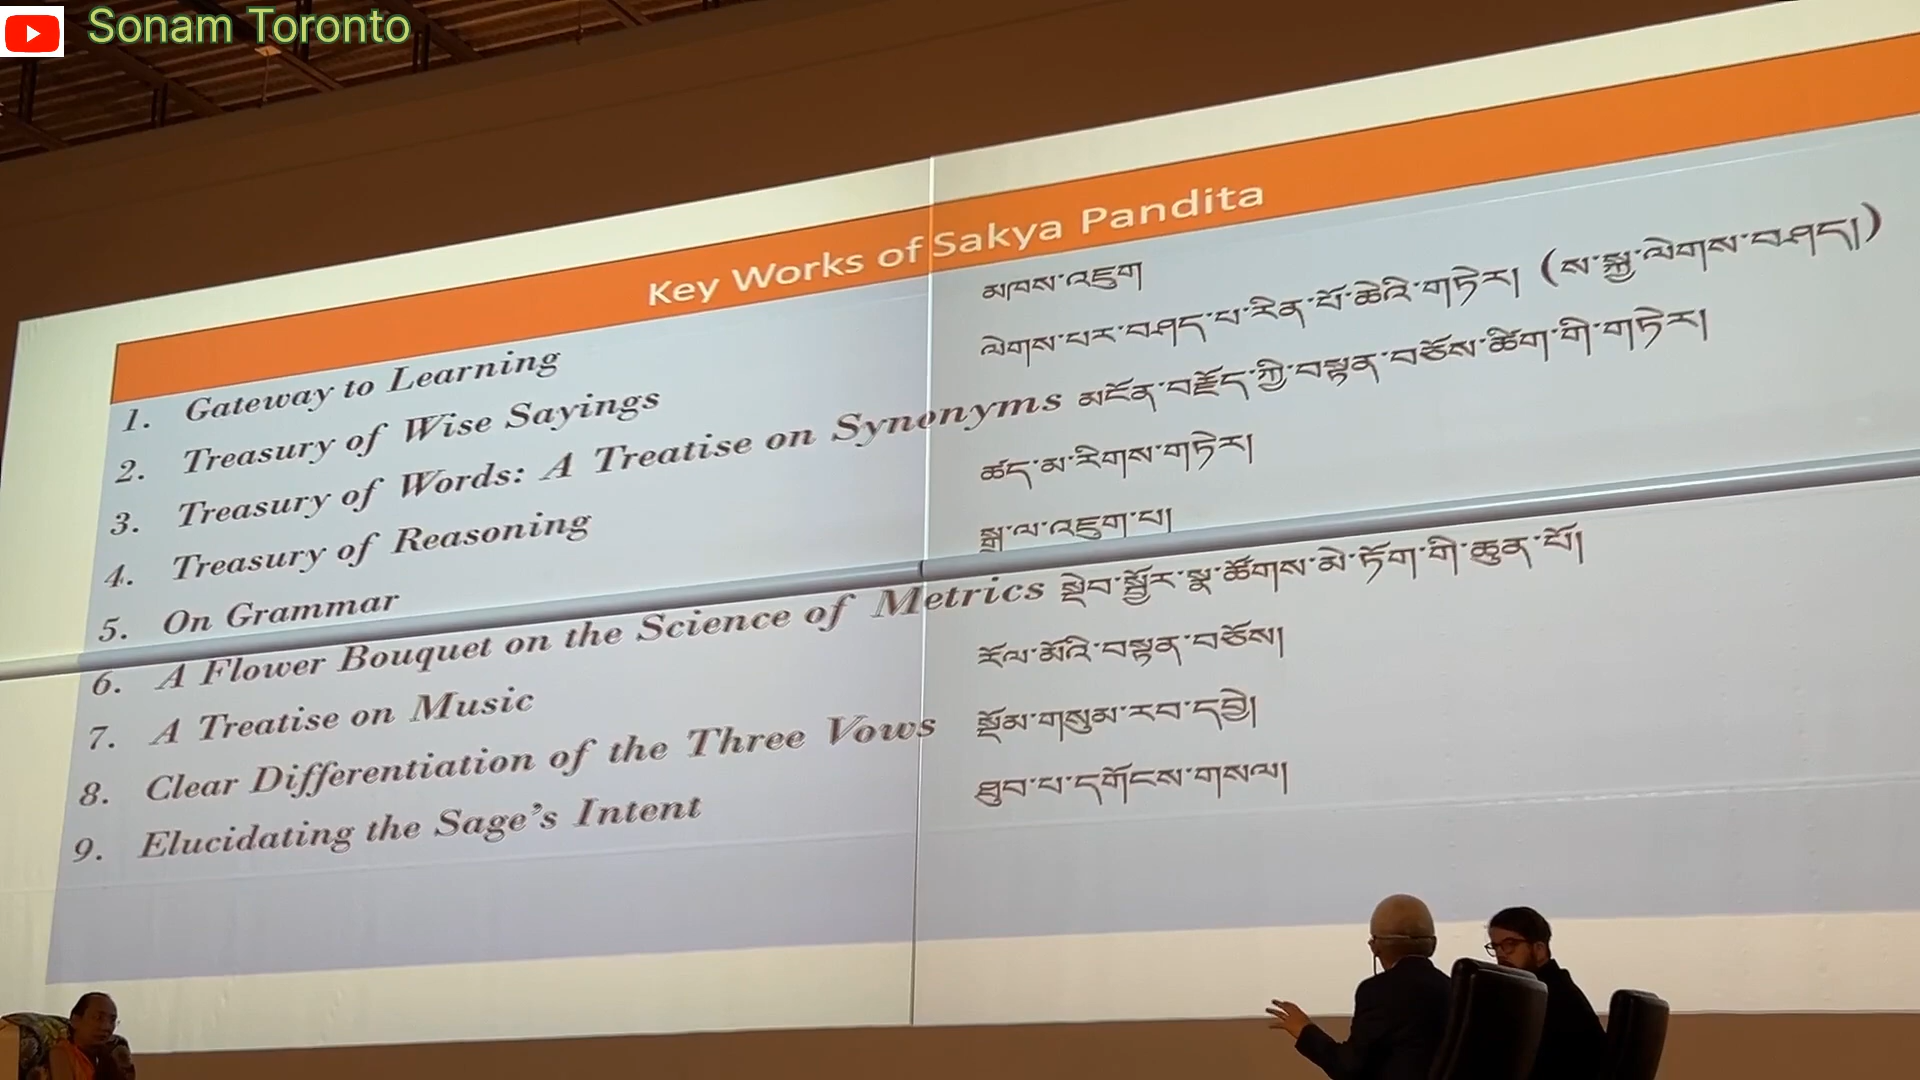 Sonam Toronto
Key Works of Sakya Pandita
1. Gateway to Learning མཁས་འཇུག
2. Treasury of Wise Sayings ལེགས་པར་བཤད་པ་རིན་པོ་ཆེའི་གཏེར། (ས་སྐྱ་ལེགས་བཤད།)
3. Treasury of Words: A Treatise on Synonyms མངོན་བརྗོད་ཀྱི་བསྟན་བཅོས་ཚིག་གི་གཏེར།
4. Treasury of Reasoning ཚད་མ་རིགས་གཏེར།
5. On Grammar སྒྲ་ལ་འཇུག་པ།
6. A Flower Bouquet on the Science of Metrics སྡེབ་སྦྱོར་སྣ་ཚོགས་མེ་ཏོག་གི་ཆུན་པོ།
7. A Treatise on Music རོལ་མོའི་བསྟན་བཅོས།
8. Clear Differentiation of the Three Vows སྡོམ་གསུམ་རབ་དབྱེ།
9. Elucidating the Sage’s Intent ཐུབ་པ་དགོངས་གསལ།